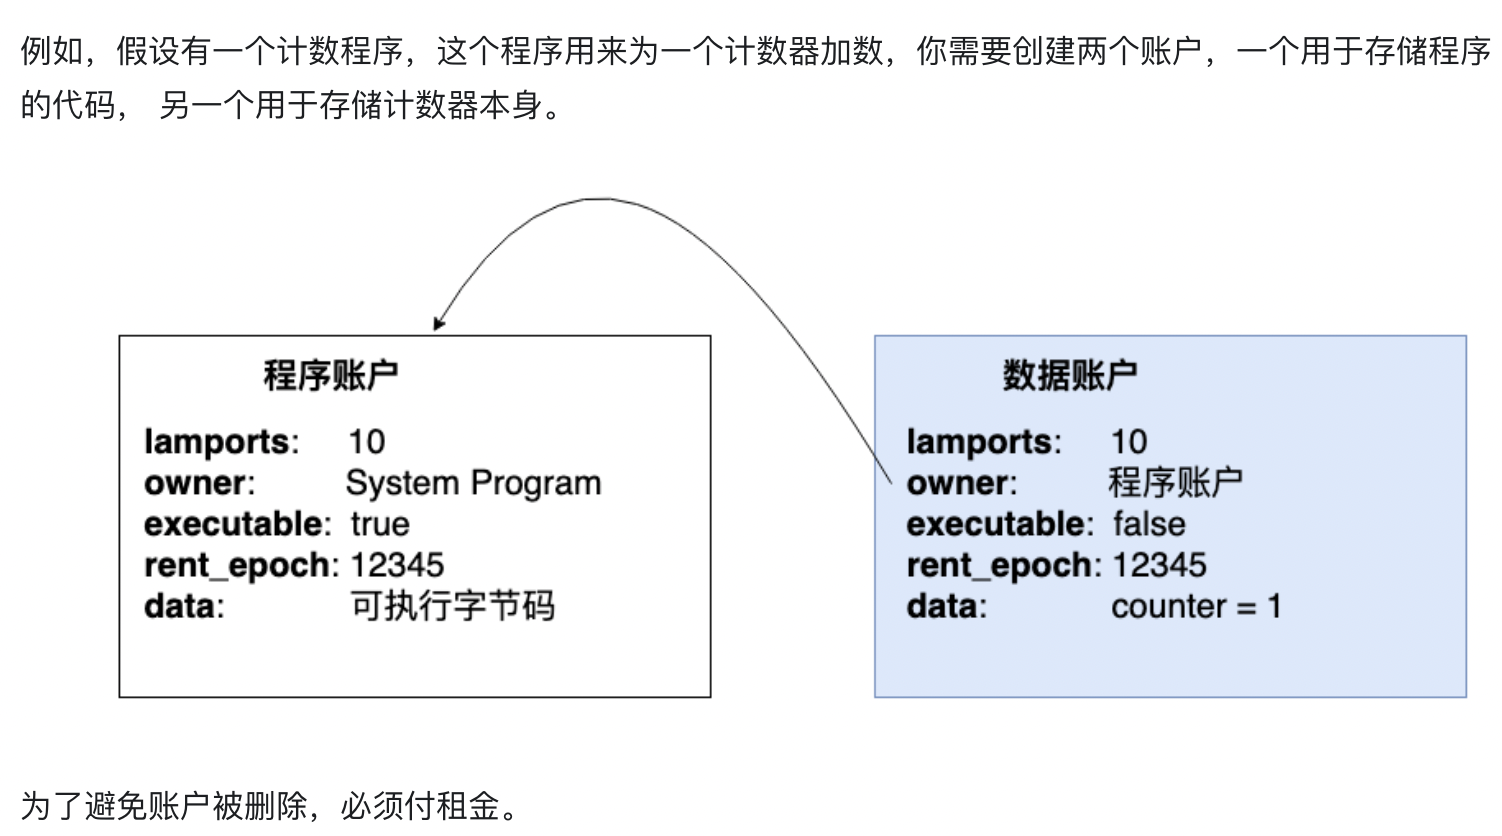 例如，假设有一个计数程序，这个程序用来为一个计数器加数，你需要创建两个账户，一个用于存储程序
的代码， 另一个用于存储计数器本身。
程序账户
lamports: 10
owner: System Program
executable: true
rent_epoch: 12345
data: 可执行字节码
数据账户
lamports: 10
owner: 程序账户
executable: false
rent_epoch: 12345
data: counter = 1
为了避免账户被删除，必须付租金。